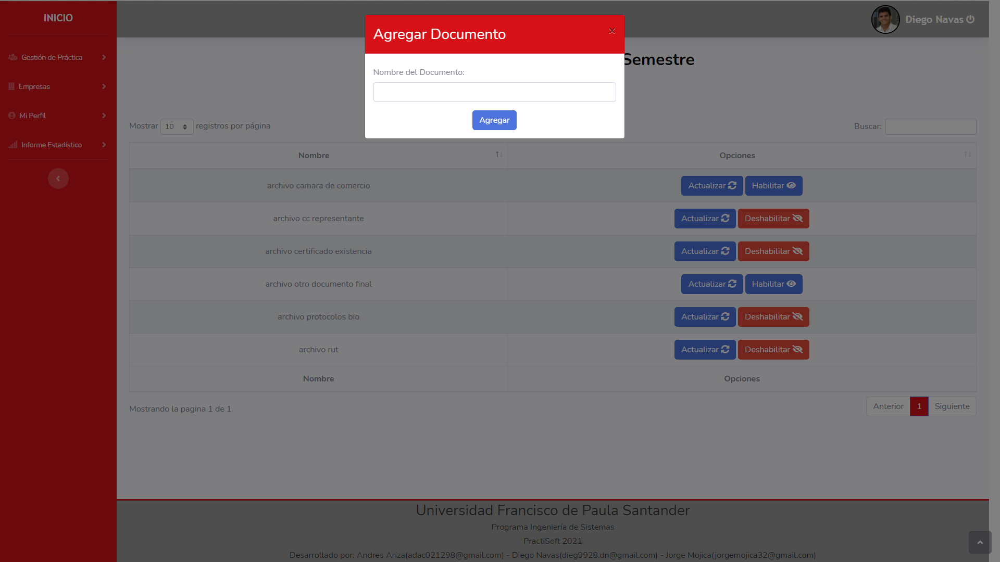 INICIO
Gestión de Práctica
Empresas
Mi Perfil
Informe Estadístico
Diego Navas
Agregar Documento
×
Nombre del Documento:
Agregar
Semestre
Mostrar 10 registros por página
Buscar:
Nombre Opciones
archivo camara de comercio Actualizar Habilitar
archivo cc representante Actualizar Deshabilitar
archivo certificado existencia Actualizar Deshabilitar
archivo otro documento final Actualizar Habilitar
archivo protocolos bio Actualizar Deshabilitar
archivo rut Actualizar Deshabilitar
Nombre Opciones
Mostrando la pagina 1 de 1
Anterior 1 Siguiente
Universidad Francisco de Paula Santander
Programa Ingeniería de Sistemas
PractiSoft 2021
Desarrollado por: Andres Ariza(adac021298@gmail.com) - Diego Navas(dieg9928.dn@gmail.com) - Jorge Mojica(jorgemojica32@gmail.com)